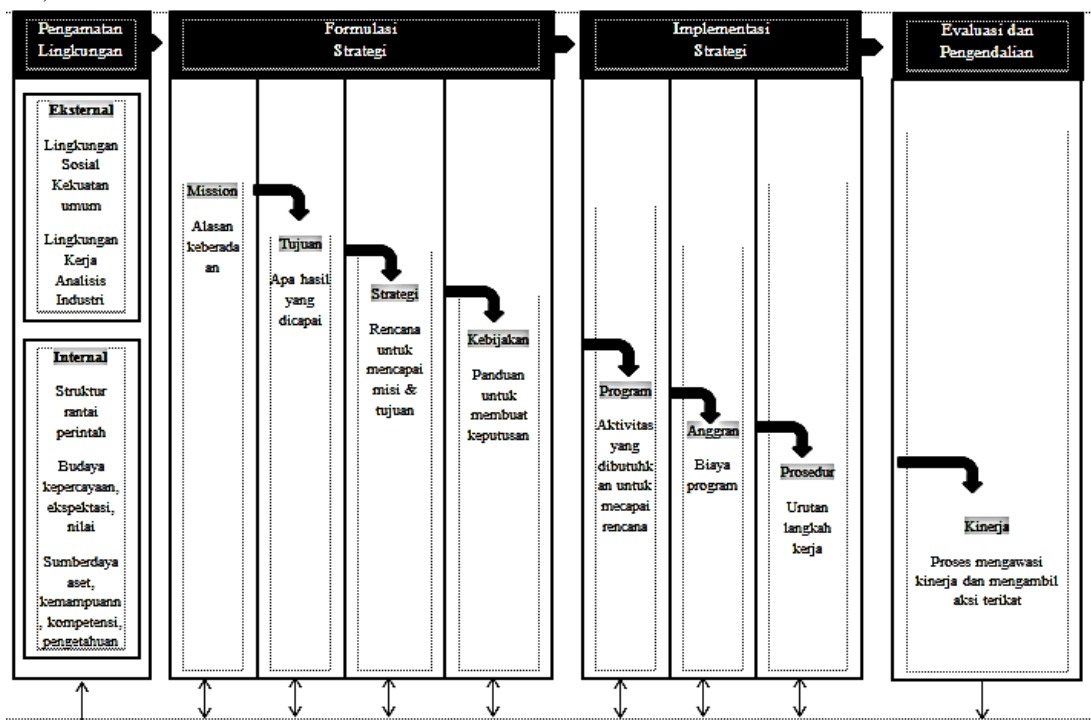 Pengamatan
Lingkungan
Formulasi
Strategi
Implementasi
Strategi
Evaluasi dan
Pengendalian
Eksternal
Lingkungan
Sosial
Kekuatan
umum
Lingkungan
Kerja
Analisis
Industri
Internal
Struktur
rantai
perintah
Budaya
kepercayaan,
ekspektasi,
nilai
Sumberdaya
aset,
kemampuann
, kompetensi,
pengetahuan
Mission
Alasan
keberada
an
Tujuan
Apa hasil
yang
dicapai
Strategi
Rencana
untuk
mencapai
misi &
tujuan
Kebijakan
Panduan
untuk
membuat
keputusan
Program
Aktivitas
yang
dibutuhk
an untuk
mecapai
rencana
Anggran
Biaya
program
Prosedur
Urutan
langkah
kerja
Kinerja
Proses mengawasi
kinerja dan mengambil
aksi terikat